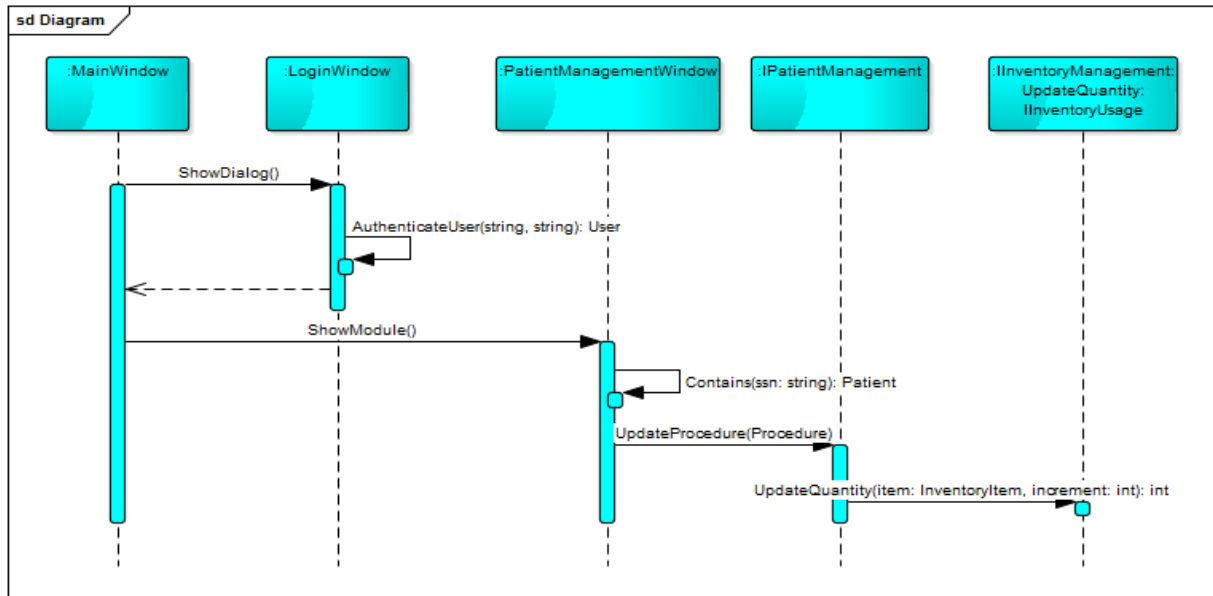 sd Diagram
:MainWindow
:LoginWindow
:PatientManagementWindow
:IPatientManagement
:IInventoryManagement:
UpdateQuantity:
IInventoryUsage
ShowDialog()
AuthenticateUser(string, string): User
ShowModule()
Contains(ssn: string): Patient
UpdateProcedure(Procedure)
UpdateQuantity(item: InventoryItem, increment: int): int